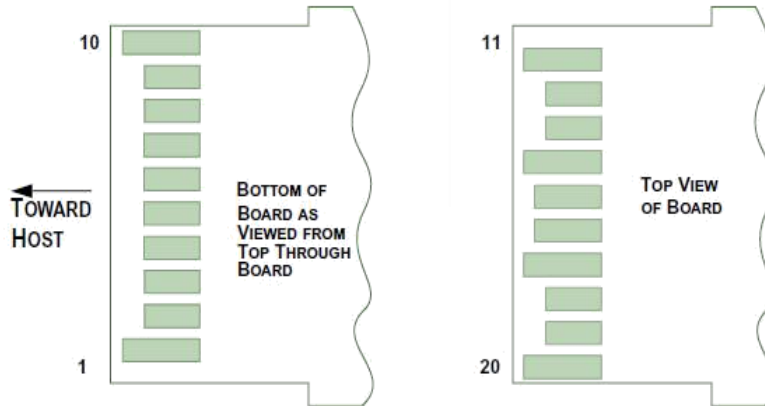 10
TOWARD
HOST
BOTTOM OF
BOARD AS
VIEWED FROM
TOP THROUGH
BOARD
1
11
TOP VIEW
OF BOARD
20